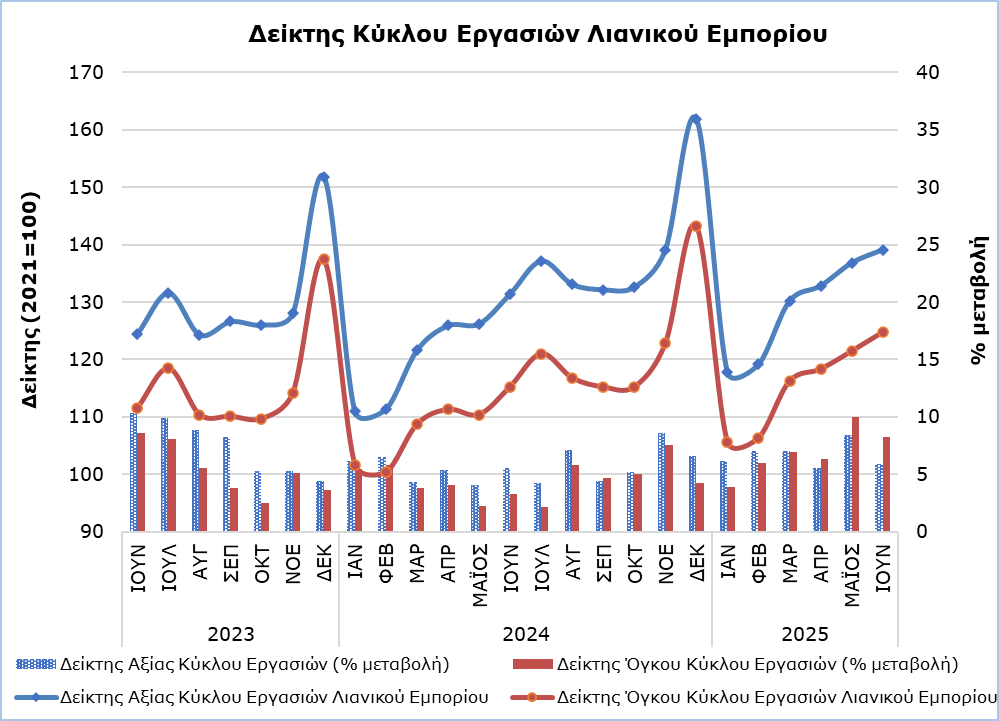 Δείκτης Κύκλου Εργασιών Λιανικού Εμπορίου
170 40
160 35
150 30
140 25
130 20
120 15
110 10
100 5
90 0
Δείκτης (2021=100)
% μεταβολή
ΙΟΥΝ ΙΟΥΛ ΑΥΓ ΣΕΠ ΟΚΤ ΝΟΕ ΔΕΚ ΙΑΝ ΦΕΒ ΜΑΡ ΑΠΡ ΜΑΪΟΣ ΙΟΥΝ ΙΟΥΛ ΑΥΓ ΣΕΠ ΟΚΤ ΝΟΕ ΔΕΚ ΙΑΝ ΦΕΒ ΜΑΡ ΑΠΡ ΜΑΪΟΣ ΙΟΥΝ
2023 2024 2025
Δείκτης Αξίας Κύκλου Εργασιών (% μεταβολή) Δείκτης Όγκου Κύκλου Εργασιών (% μεταβολή)
Δείκτης Αξίας Κύκλου Εργασιών Λιανικού Εμπορίου Δείκτης Όγκου Κύκλου Εργασιών Λιανικού Εμπορίου